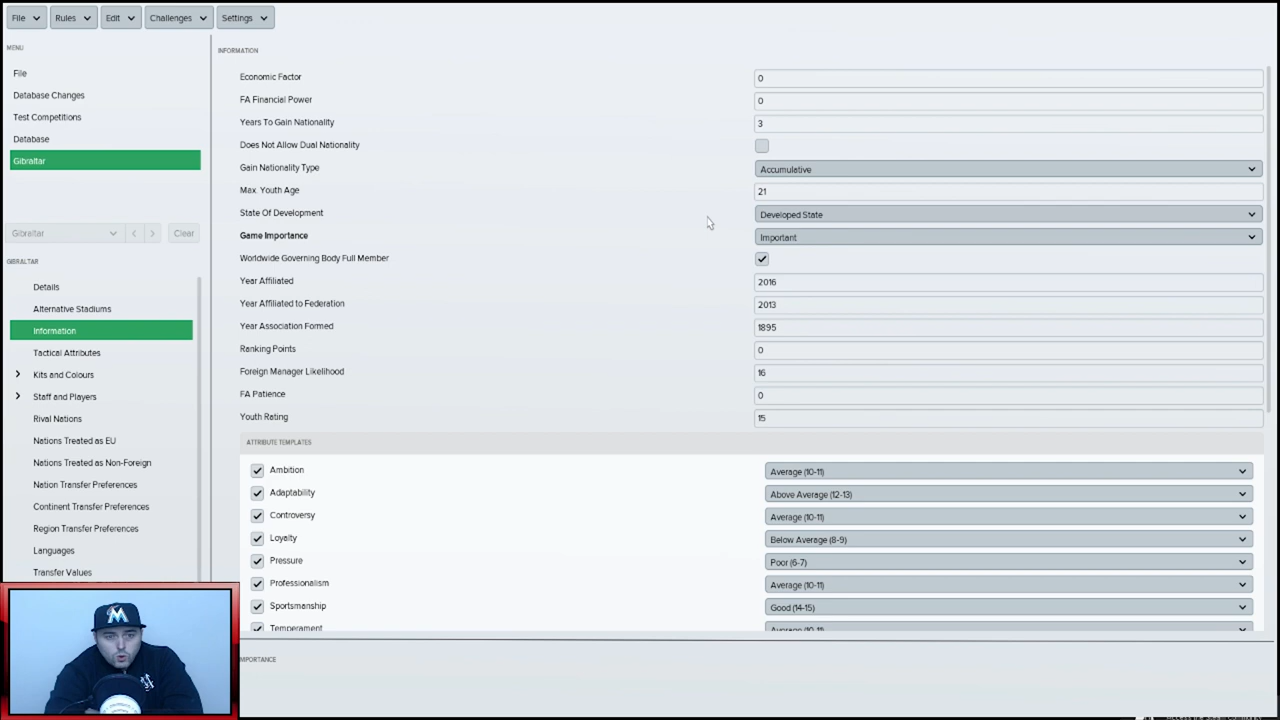 File
Rules
Edit
Challenges
Settings
MENU
File
Database Changes
Test Competitions
Database
Gibraltar
Gibraltar
Clear
GIBRALTAR
Details
Alternative Stadiums
Information
Tactical Attributes
Kits and Colours
Staff and Players
Rival Nations
Nations Treated as EU
Nations Treated as Non-Foreign
Nation Transfer Preferences
Continent Transfer Preferences
Region Transfer Preferences
Languages
Transfer Values
INFORMATION
Economic Factor 0
FA Financial Power 0
Years To Gain Nationality 3
Does Not Allow Dual Nationality
Gain Nationality Type Accumulative
Max. Youth Age 21
State Of Development Developed State
Game Importance Important
Worldwide Governing Body Full Member
Year Affiliated 2016
Year Affiliated to Federation 2013
Year Association Formed 1895
Ranking Points 0
Foreign Manager Likelihood 16
FA Patience 0
Youth Rating 15
ATTRIBUTE TEMPLATES
Ambition Average (10-11)
Adaptability Above Average (12-13)
Controversy Average (10-11)
Loyalty Below Average (8-9)
Pressure Poor (6-7)
Professionalism Average (10-11)
Sportsmanship Good (14-15)
Temperament Average (10-11)
MPORTANCE